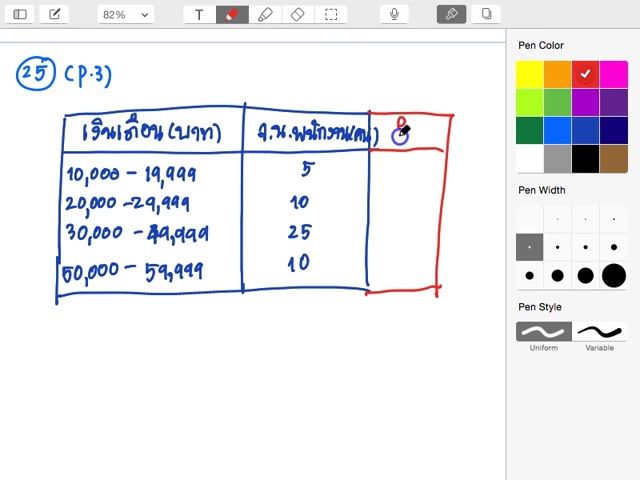 82%
T
25 (P.3)
เงินเดือน(บาท) จ.น.พนักงาน(คน)
10,000 - 19,999 5
20,000 - 29,999 10
30,000 - 49,999 25
50,000 - 59,999 10
Pen Color
Pen Width
Pen Style
Uniform Variable